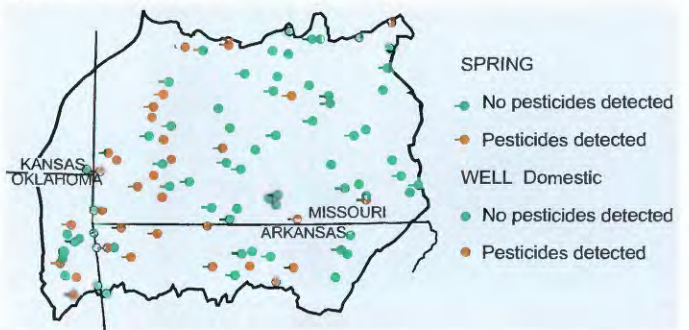 SPRING
No pesticides detected
Pesticides detected
WELL Domestic
No pesticides detected
Pesticides detected
KANSAS
OKLAHOMA
MISSOURI
ARKANSAS